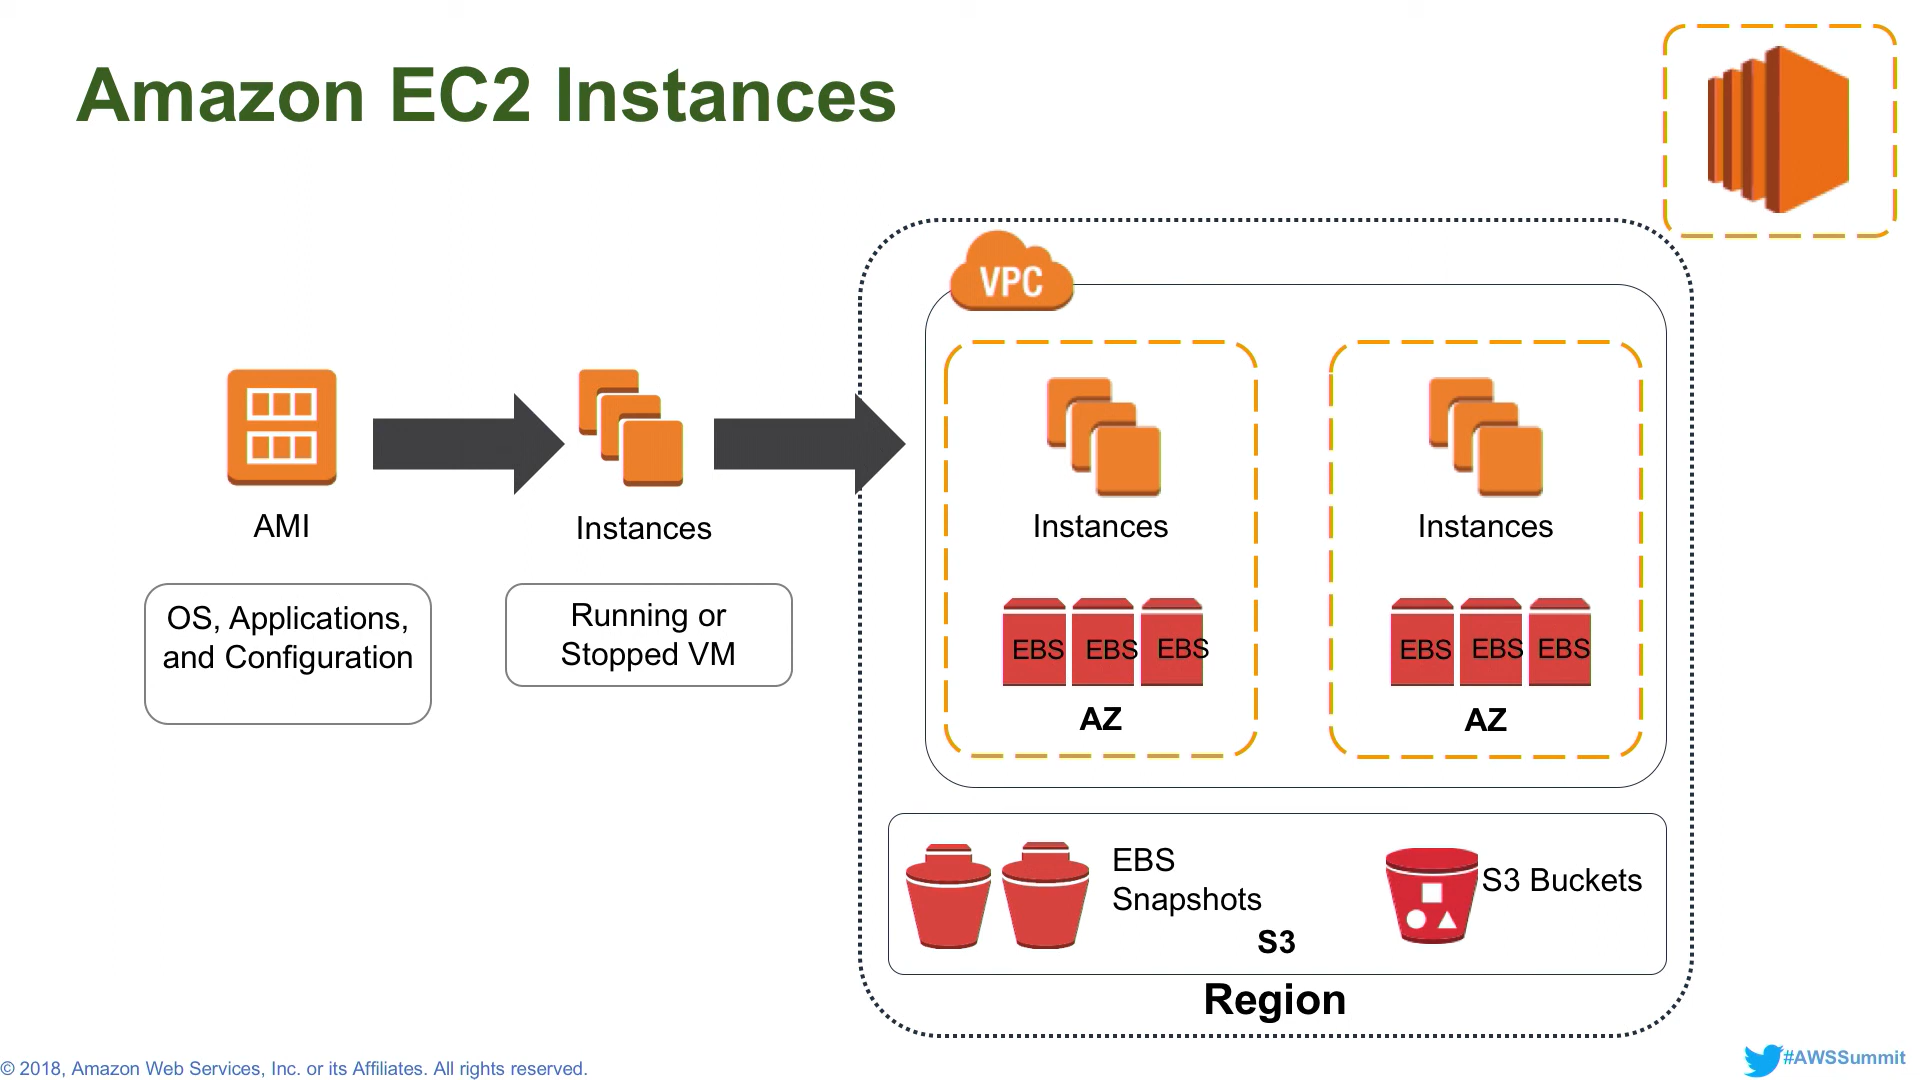 Amazon EC2 Instances
VPC
AMI
Instances
Instances
Instances
OS, Applications,
and Configuration
Running or
Stopped VM
EBS EBS EBS
EBS EBS EBS
AZ
AZ
EBS
Snapshots
S3 Buckets
S3
Region
© 2018, Amazon Web Services, Inc. or its Affiliates. All rights reserved.
#AWSSummit